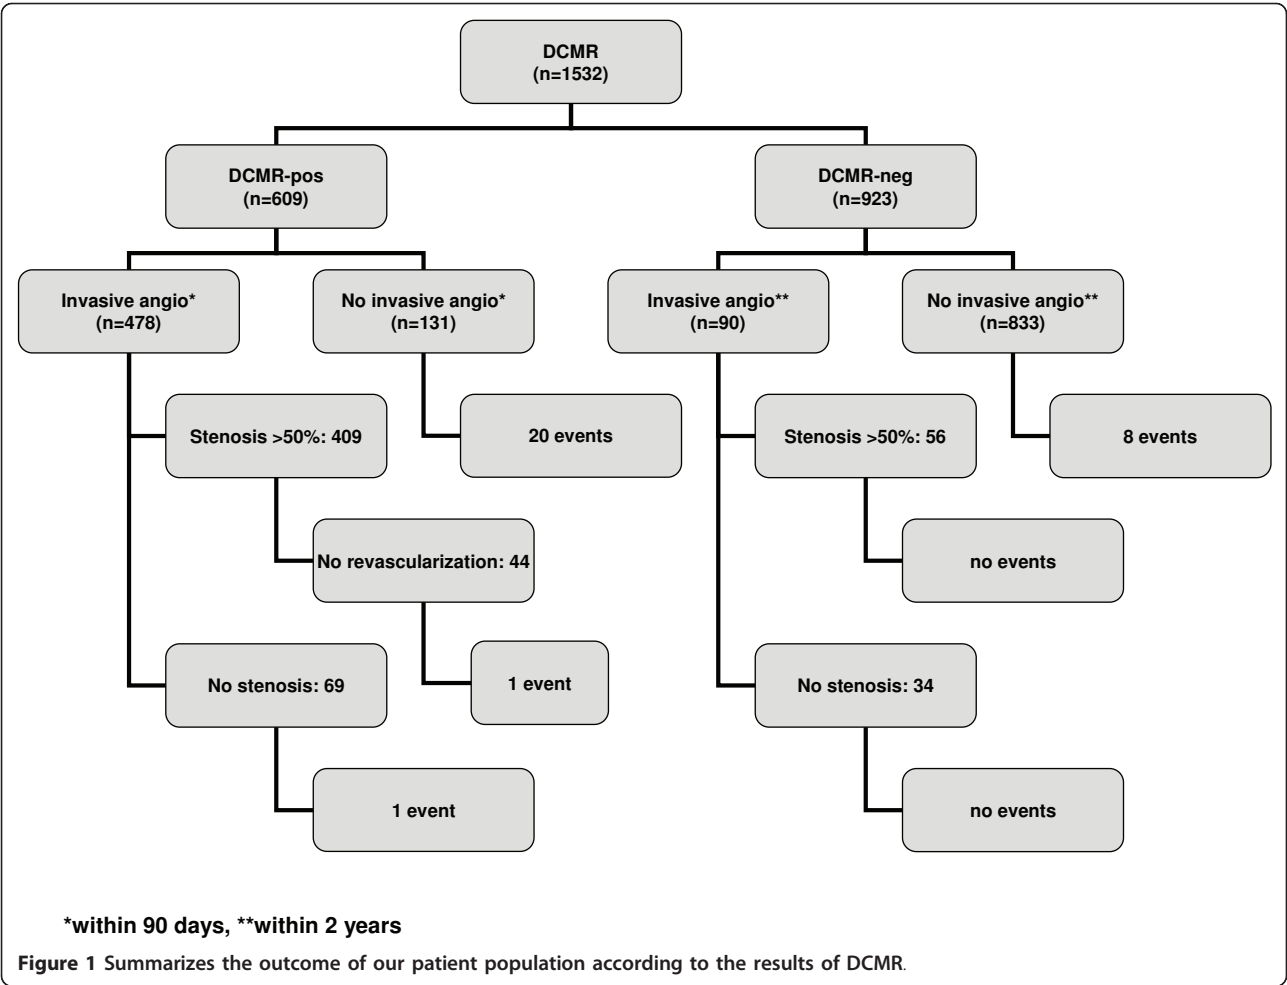 DCMR
(n=1532)
DCMR-pos
(n=609)
DCMR-neg
(n=923)
Invasive angio*
(n=478)
No invasive angio*
(n=131)
Invasive angio**
(n=90)
No invasive angio**
(n=833)
Stenosis >50%: 409
20 events
Stenosis >50%: 56
8 events
No revascularization: 44
no events
No stenosis: 69
1 event
No stenosis: 34
1 event
no events
*within 90 days, **within 2 years
Figure 1 Summarizes the outcome of our patient population according to the results of DCMR.